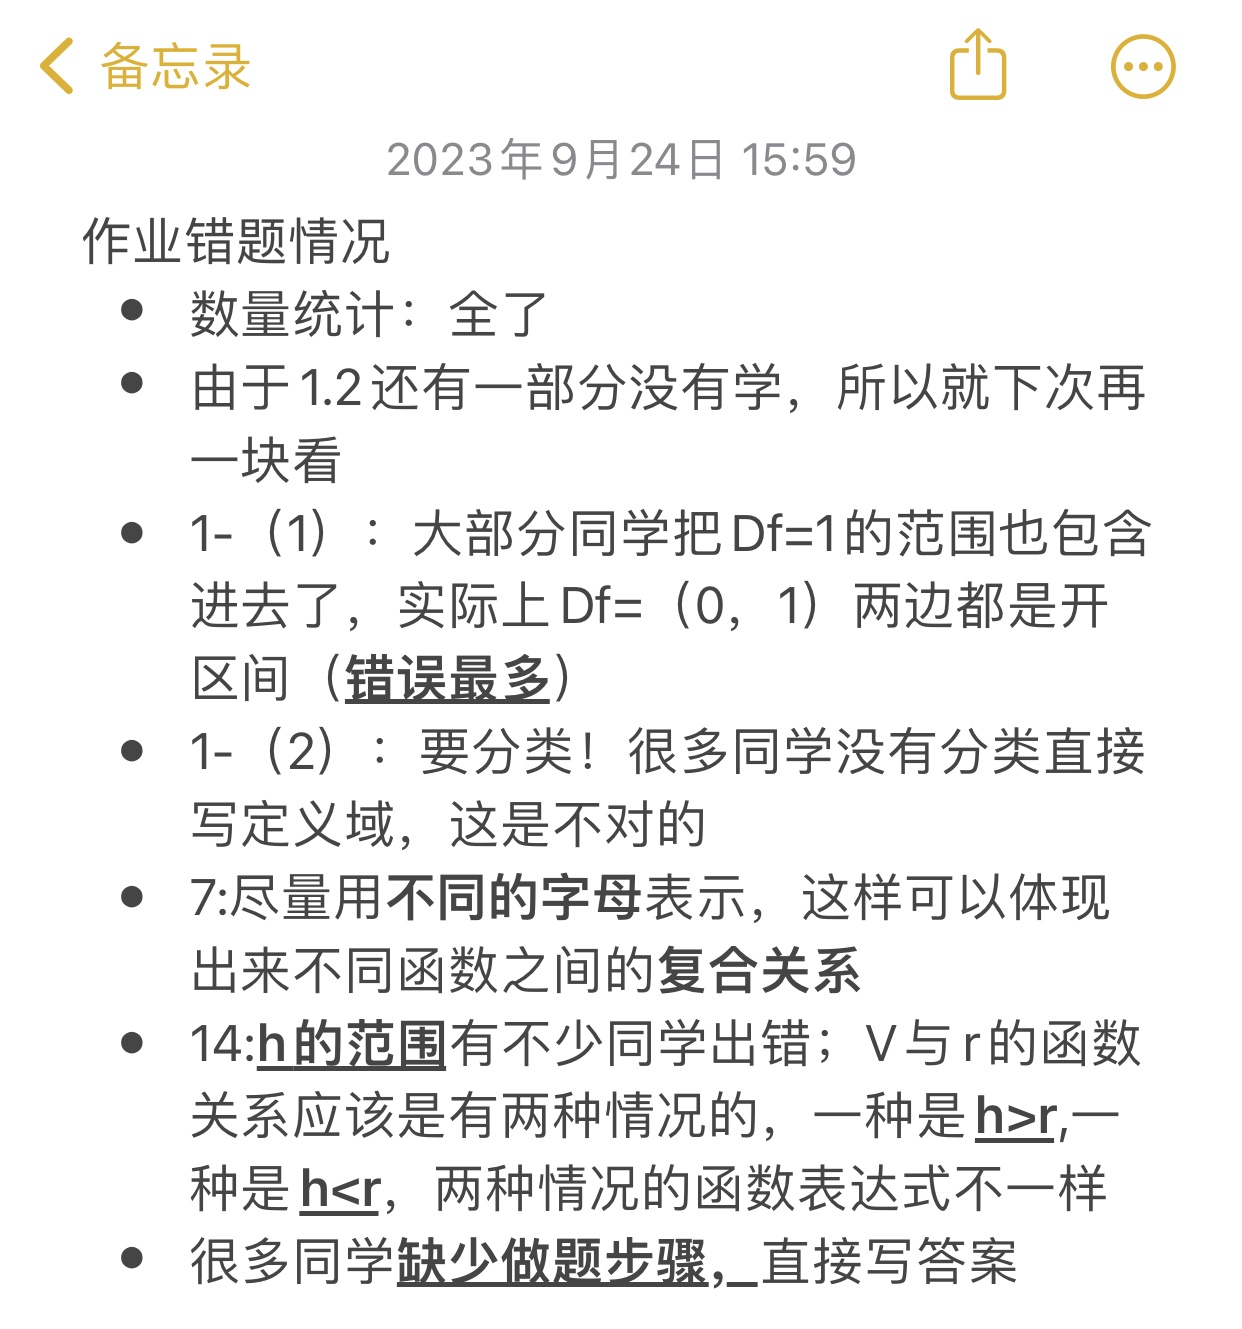 备忘录
2023年9月24日 15:59
作业错题情况
数量统计：全了
由于1.2还有一部分没有学，所以就下次再
一块看
1-（1）：大部分同学把Df=1的范围也包含
进去了，实际上Df=（0，1）两边都是开
区间（错误最多）
1-（2）：要分类！很多同学没有分类直接
写定义域，这是不对的
7:尽量用不同的字母表示，这样可以体现
出来不同函数之间的复合关系
14:h的范围有不少同学出错；V与r的函数
关系应该是有两种情况的，一种是h>r,一
种是h<r，两种情况的函数表达式不一样
很多同学缺少做题步骤，直接写答案